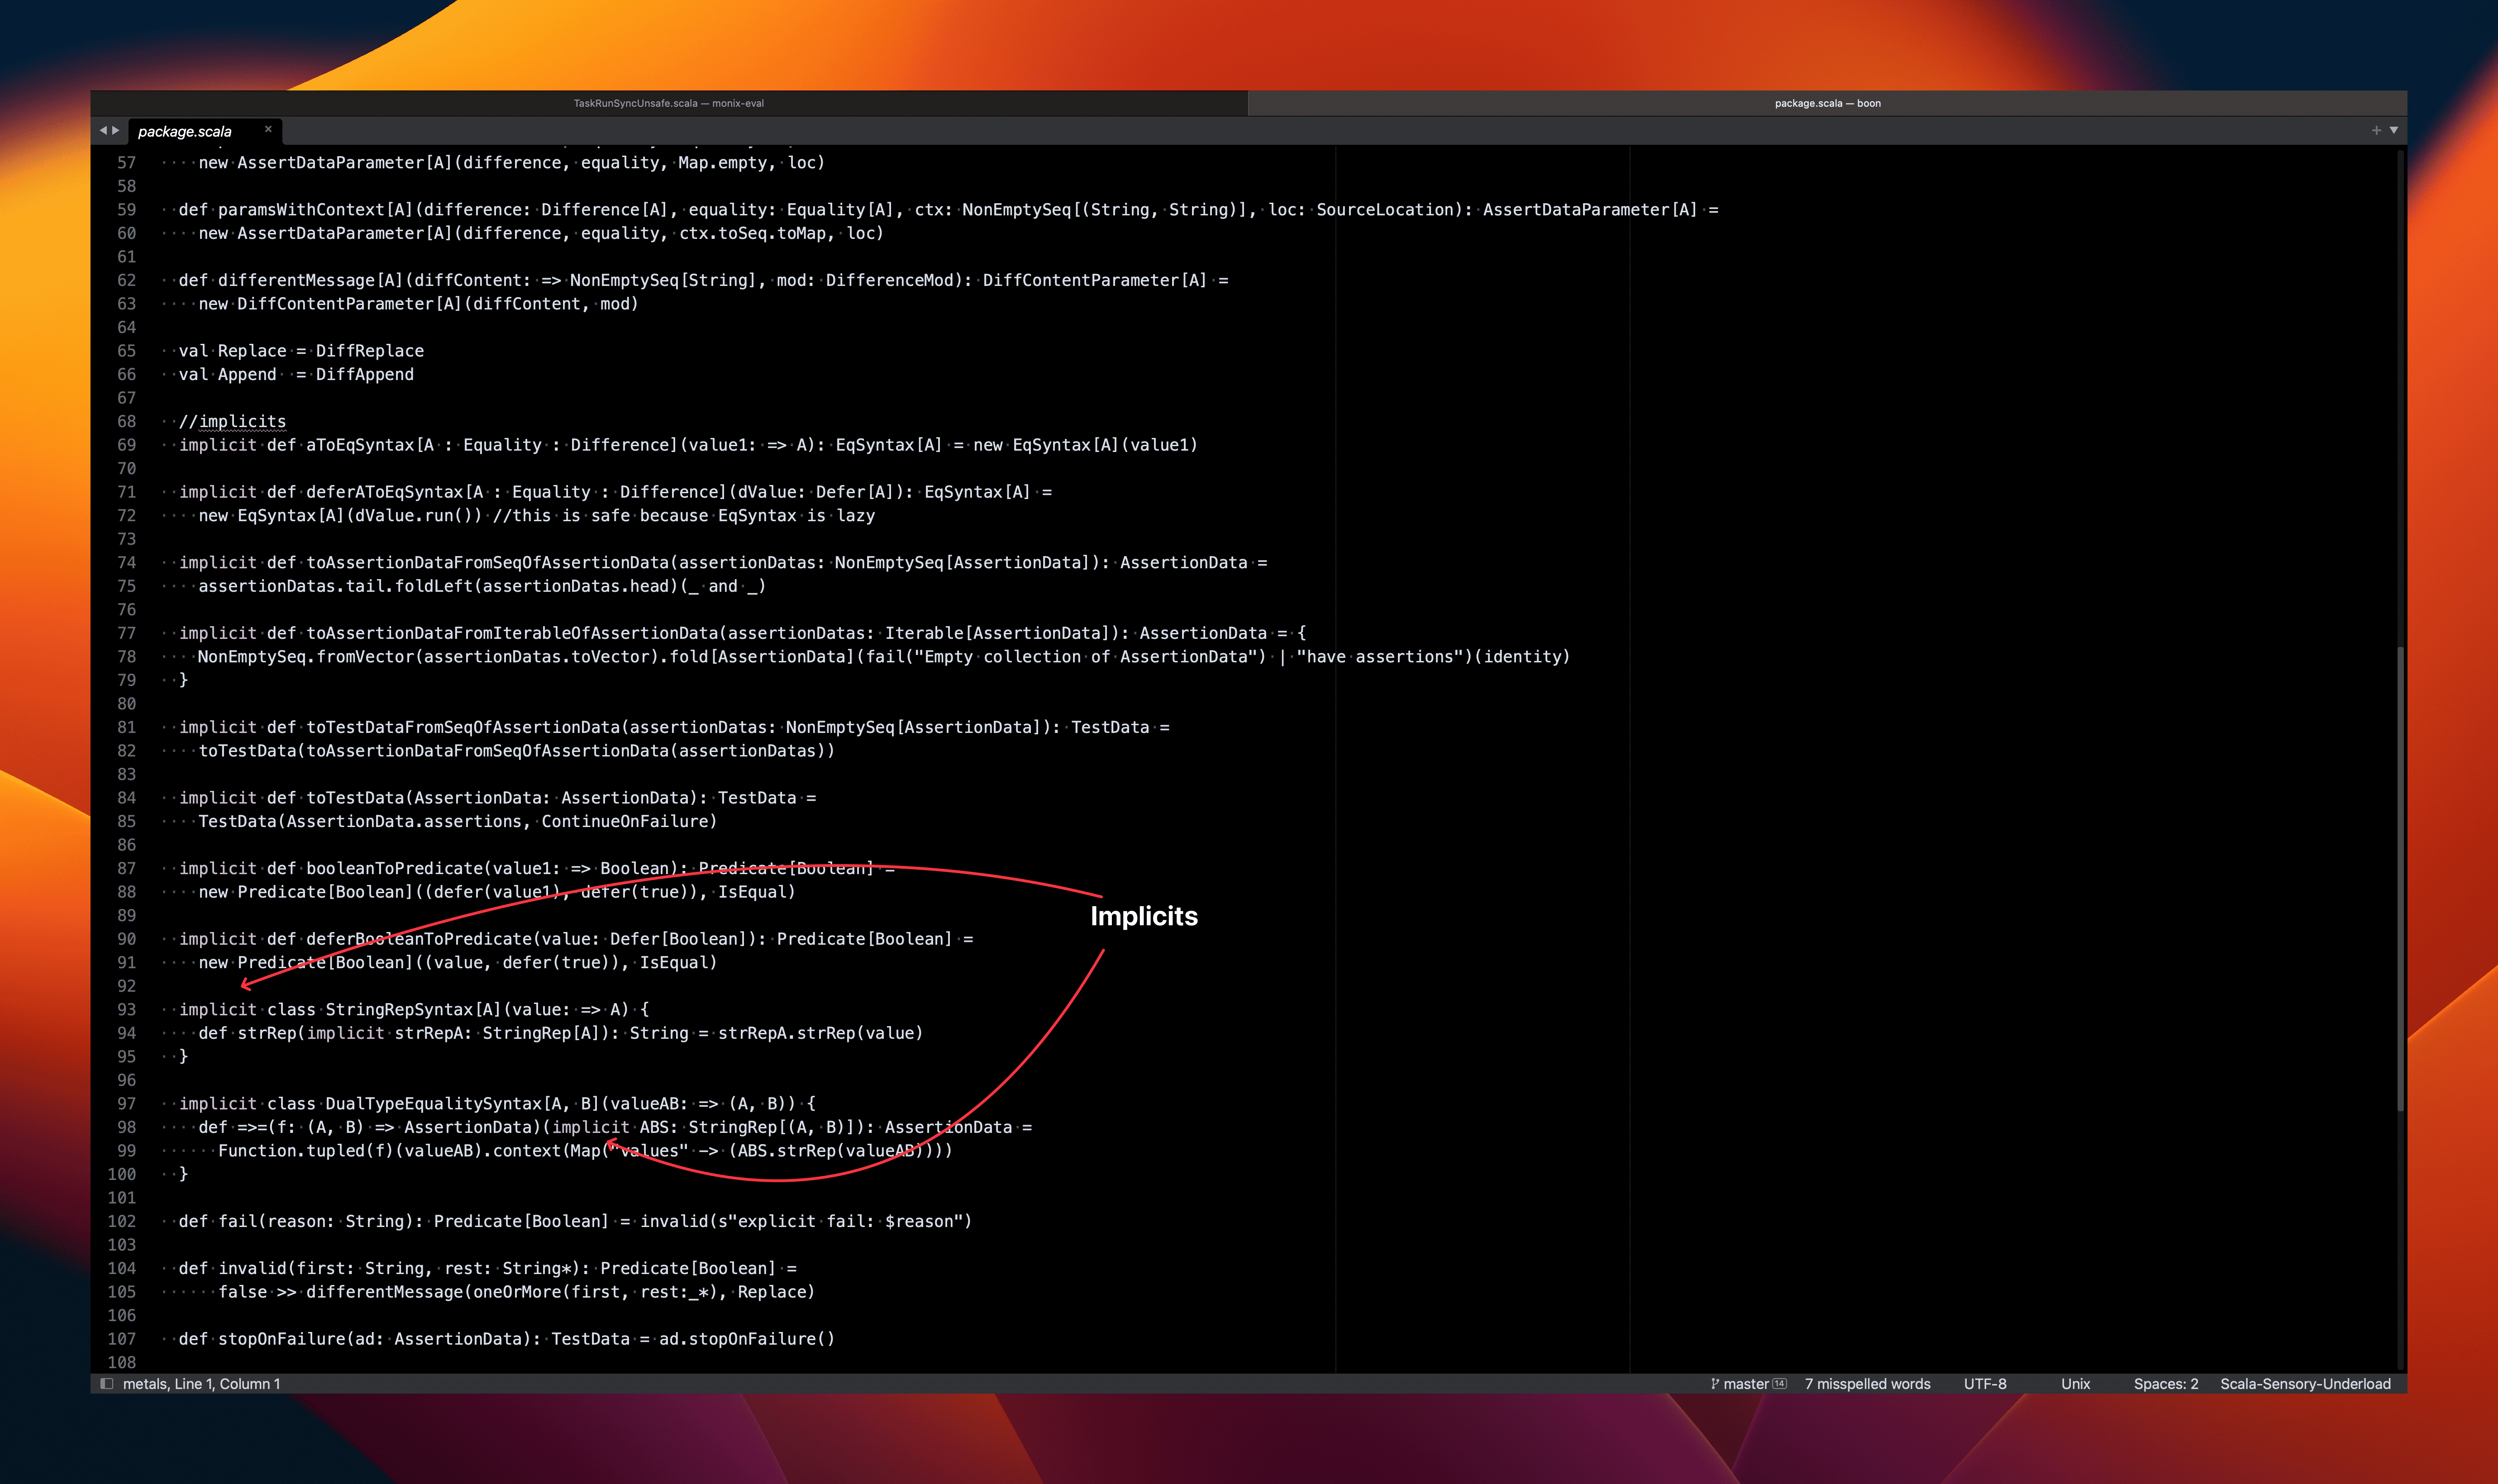 TaskRunSyncUnsafe.scala — monix-eval
package.scala — boon
package.scala
57 new AssertDataParameter[A](difference, equality, Map.empty, loc)
58
59 def paramsWithContext[A](difference: Difference[A], equality: Equality[A], ctx: NonEmptySeq[(String, String)], loc: SourceLocation): AssertDataParameter[A] =
60 new AssertDataParameter[A](difference, equality, ctx.toSeq.toMap, loc)
61
62 def differentMessage[A](diffContent: => NonEmptySeq[String], mod: DifferenceMod): DiffContentParameter[A] =
63 new DiffContentParameter[A](diffContent, mod)
64
65 val Replace = DiffReplace
66 val Append  = DiffAppend
67
68 //implicits
69 implicit def aToEqSyntax[A : Equality : Difference](value1: => A): EqSyntax[A] = new EqSyntax[A](value1)
70
71 implicit def deferAToEqSyntax[A : Equality : Difference](dValue: Defer[A]): EqSyntax[A] =
72 new EqSyntax[A](dValue.run()) //this is safe because EqSyntax is lazy
73
74 implicit def toAssertionDataFromSeqOfAssertionData(assertionDatas: NonEmptySeq[AssertionData]): AssertionData =
75 assertionDatas.tail.foldLeft(assertionDatas.head)(_ and _)
76
77 implicit def toAssertionDataFromIterableOfAssertionData(assertionDatas: Iterable[AssertionData]): AssertionData = {
78 NonEmptySeq.fromVector(assertionDatas.toVector).fold[AssertionData](fail("Empty collection of AssertionData") | "have assertions")(identity)
79 }
80
81 implicit def toTestDataFromSeqOfAssertionData(assertionDatas: NonEmptySeq[AssertionData]): TestData =
82 toTestData(toAssertionDataFromSeqOfAssertionData(assertionDatas))
83
84 implicit def toTestData(AssertionData: AssertionData): TestData =
85 TestData(AssertionData.assertions, ContinueOnFailure)
86
87 implicit def booleanToPredicate(value1: => Boolean): Predicate[Boolean] =
88 new Predicate[Boolean]((defer(value1), defer(true)), IsEqual)
89
Implicits
90 implicit def deferBooleanToPredicate(value: Defer[Boolean]): Predicate[Boolean] =
91 new Predicate[Boolean]((value, defer(true)), IsEqual)
92
93 implicit class StringRepSyntax[A](value: => A) {
94 def strRep(implicit strRepA: StringRep[A]): String = strRepA.strRep(value)
95 }
96
97 implicit class DualTypeEqualitySyntax[A, B](valueAB: => (A, B)) {
98 def =>=(f: (A, B) => AssertionData)(implicit ABS: StringRep[(A, B)]): AssertionData =
99 Function.tupled(f)(valueAB).context(Map("values" -> (ABS.strRep(valueAB))))
100 }
101
102 def fail(reason: String): Predicate[Boolean] = invalid(s"explicit fail: $reason")
103
104 def invalid(first: String, rest: String*): Predicate[Boolean] =
105 false >> differentMessage(oneOrMore(first, rest:_*), Replace)
106
107 def stopOnFailure(ad: AssertionData): TestData = ad.stopOnFailure()
108
metals, Line 1, Column 1
master 14
7 misspelled words
UTF-8
Unix
Spaces: 2
Scala-Sensory-Underload